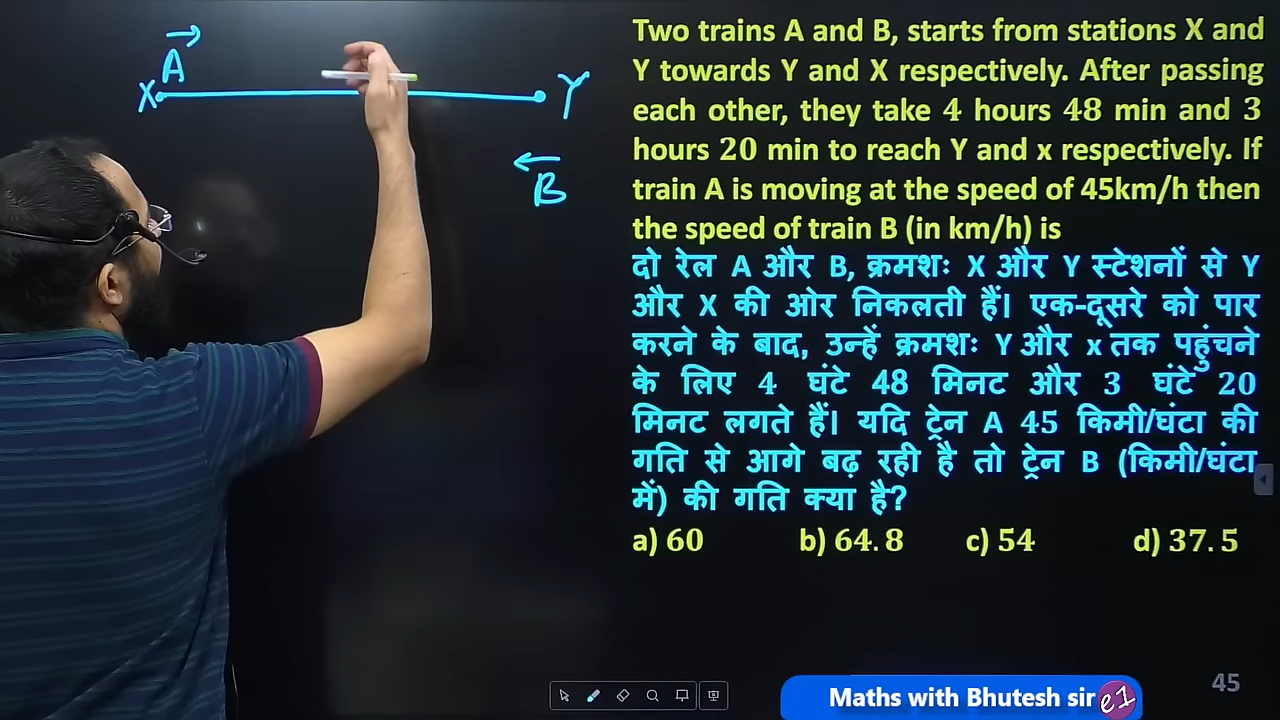 A
X
Y
B
Two trains A and B, starts from stations X and
Y towards Y and X respectively. After passing
each other, they take 4 hours 48 min and 3
hours 20 min to reach Y and x respectively. If
train A is moving at the speed of 45km/h then
the speed of train B (in km/h) is
दो रेल A और B, क्रमशः X और Y स्टेशनों से Y
और X की ओर निकलती हैं। एक-दूसरे को पार
करने के बाद, उन्हें क्रमशः Y और x तक पहुंचने
के लिए 4 घंटे 48 मिनट और 3 घंटे 20
मिनट लगते हैं। यदि ट्रेन A 45 किमी/घंटा की
गति से आगे बढ़ रही है तो ट्रेन B (किमी/घंटा
में) की गति क्या है?
a) 60 b) 64.8 c) 54 d) 37.5
45
Maths with Bhutesh sir e1